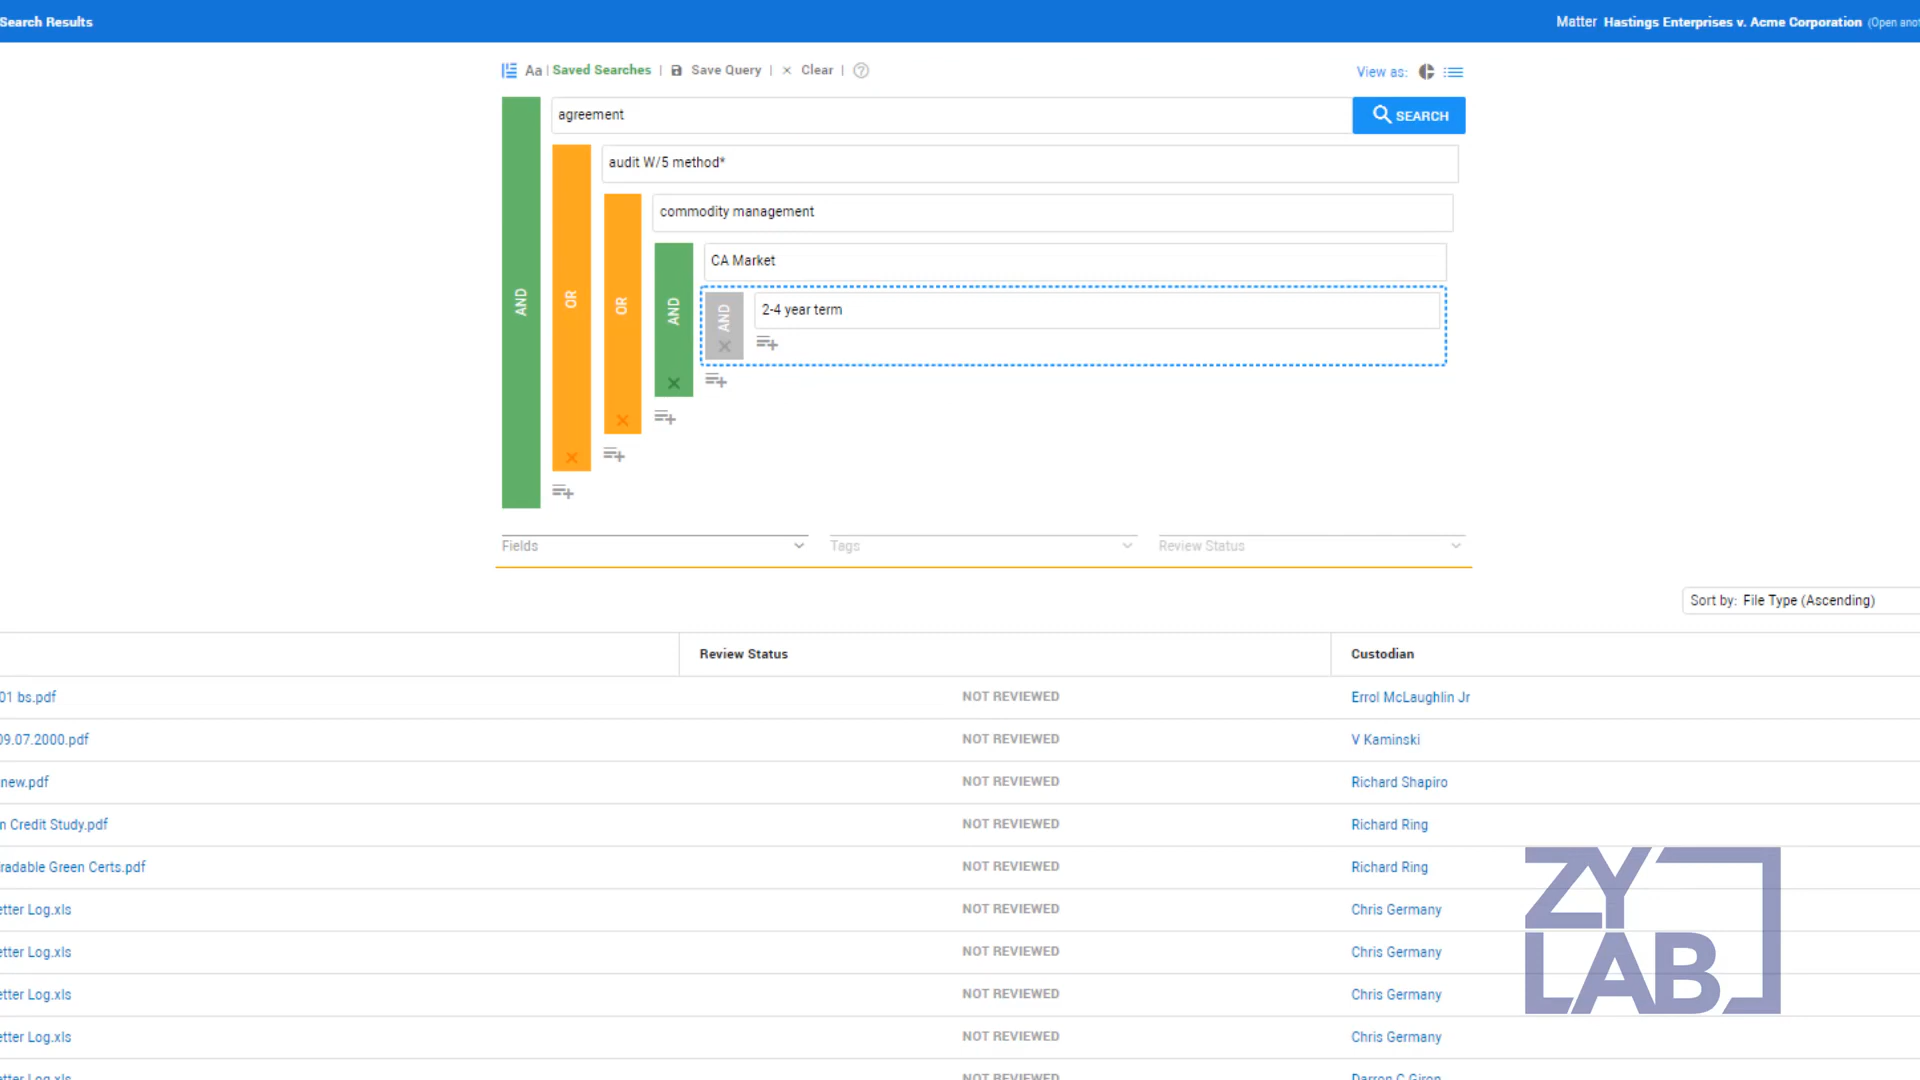 Search Results
Matter Hastings Enterprises v. Acme Corporation (Open anot
Aa | Saved Searches | Save Query | × Clear | ?
View as:
agreement
SEARCH
audit W/5 method*
commodity management
CA Market
2-4 year term
AND
OR
OR
AND
AND
Fields
Tags
Review Status
Sort by: File Type (Ascending)
Review Status
Custodian
01 bs.pdf NOT REVIEWED Errol McLaughlin Jr
09.07.2000.pdf NOT REVIEWED V Kaminski
new.pdf NOT REVIEWED Richard Shapiro
n Credit Study.pdf NOT REVIEWED Richard Ring
radable Green Certs.pdf NOT REVIEWED Richard Ring
etter Log.xls NOT REVIEWED Chris Germany
etter Log.xls NOT REVIEWED Chris Germany
etter Log.xls NOT REVIEWED Chris Germany
etter Log.xls NOT REVIEWED Chris Germany
etter Log.xls NOT REVIEWED Darron C Giron
ZY
LAB